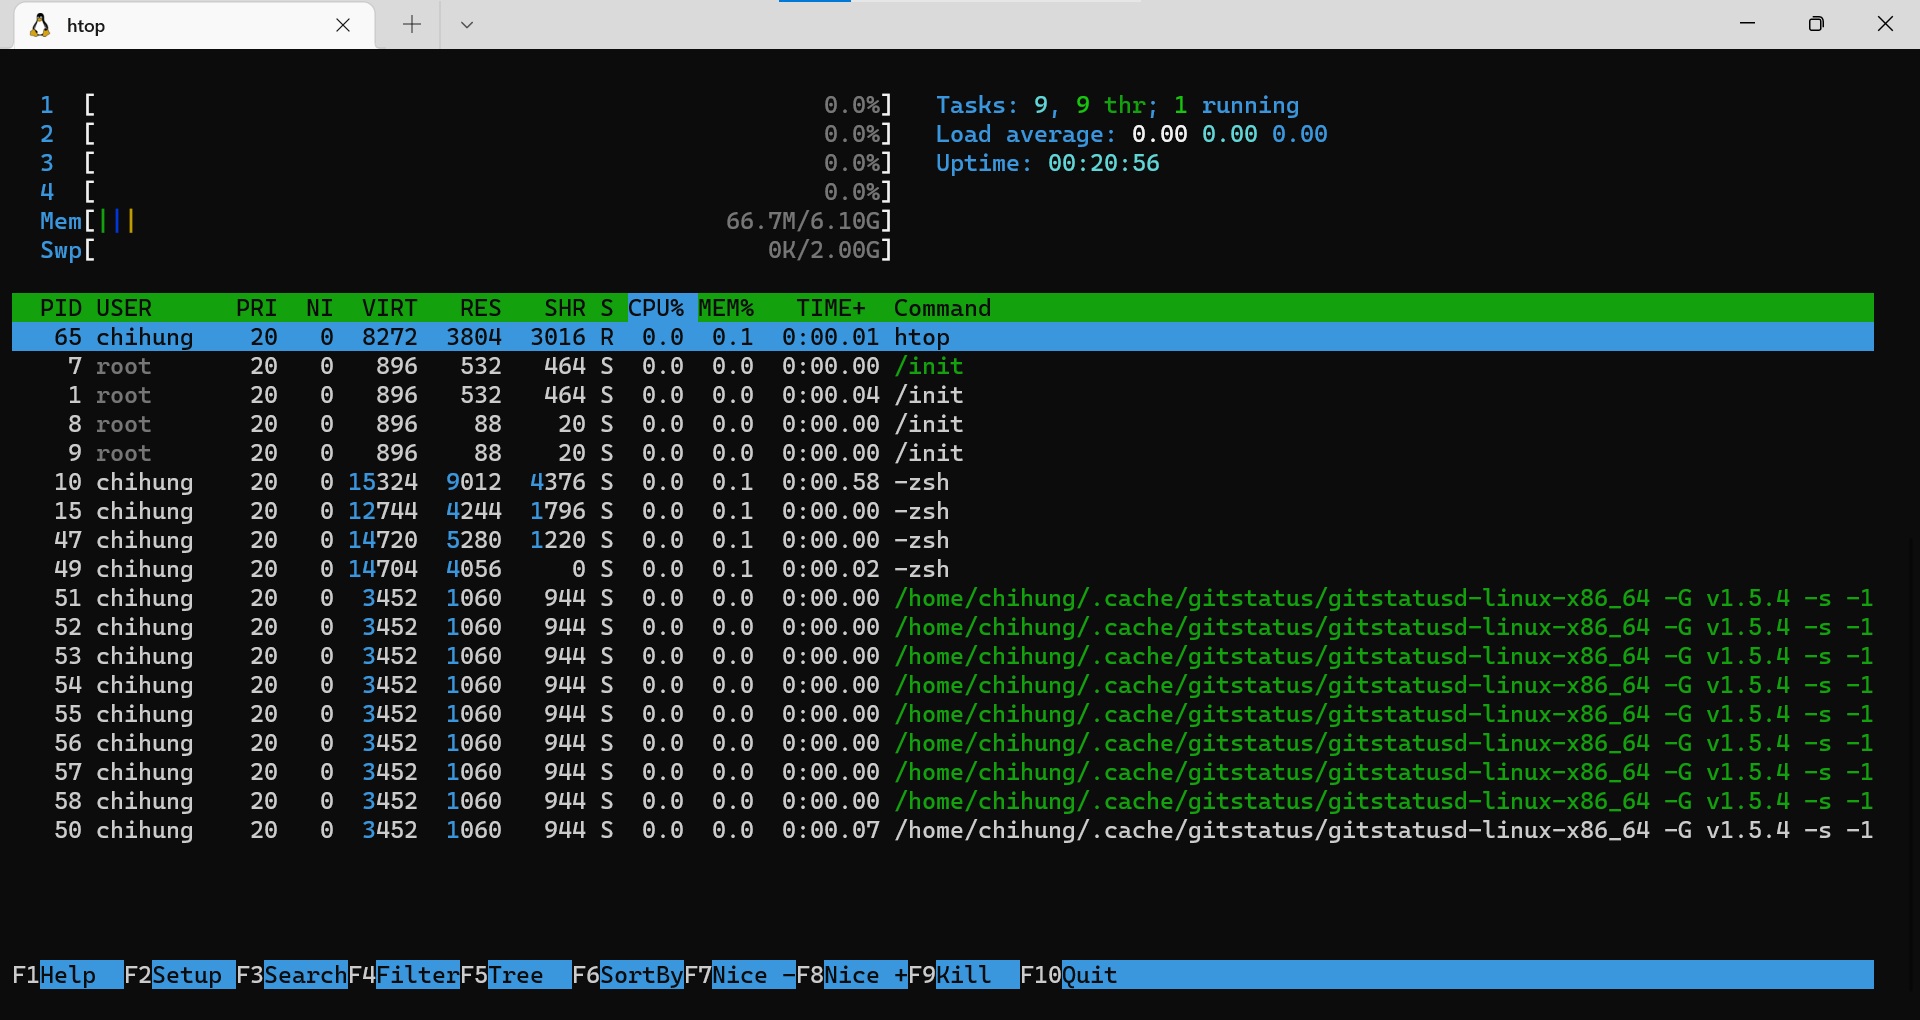 htop
1 [ 0.0%] Tasks: 9, 9 thr; 1 running
2 [ 0.0%] Load average: 0.00 0.00 0.00
3 [ 0.0%] Uptime: 00:20:56
4 [ 0.0%]
Mem[||| 66.7M/6.10G]
Swp[ 0K/2.00G]
PID USER PRI NI VIRT RES SHR S CPU% MEM% TIME+ Command
65 chihung 20 0 8272 3804 3016 R 0.0 0.1 0:00.01 htop
7 root 20 0 896 532 464 S 0.0 0.0 0:00.00 /init
1 root 20 0 896 532 464 S 0.0 0.0 0:00.04 /init
8 root 20 0 896 88 20 S 0.0 0.0 0:00.00 /init
9 root 20 0 896 88 20 S 0.0 0.0 0:00.00 /init
10 chihung 20 0 15324 9012 4376 S 0.0 0.1 0:00.58 -zsh
15 chihung 20 0 12744 4244 1796 S 0.0 0.1 0:00.00 -zsh
47 chihung 20 0 14720 5280 1220 S 0.0 0.1 0:00.00 -zsh
49 chihung 20 0 14704 4056 0 S 0.0 0.1 0:00.02 -zsh
51 chihung 20 0 3452 1060 944 S 0.0 0.0 0:00.00 /home/chihung/.cache/gitstatus/gitstatusd-linux-x86_64 -G v1.5.4 -s -1
52 chihung 20 0 3452 1060 944 S 0.0 0.0 0:00.00 /home/chihung/.cache/gitstatus/gitstatusd-linux-x86_64 -G v1.5.4 -s -1
53 chihung 20 0 3452 1060 944 S 0.0 0.0 0:00.00 /home/chihung/.cache/gitstatus/gitstatusd-linux-x86_64 -G v1.5.4 -s -1
54 chihung 20 0 3452 1060 944 S 0.0 0.0 0:00.00 /home/chihung/.cache/gitstatus/gitstatusd-linux-x86_64 -G v1.5.4 -s -1
55 chihung 20 0 3452 1060 944 S 0.0 0.0 0:00.00 /home/chihung/.cache/gitstatus/gitstatusd-linux-x86_64 -G v1.5.4 -s -1
56 chihung 20 0 3452 1060 944 S 0.0 0.0 0:00.00 /home/chihung/.cache/gitstatus/gitstatusd-linux-x86_64 -G v1.5.4 -s -1
57 chihung 20 0 3452 1060 944 S 0.0 0.0 0:00.00 /home/chihung/.cache/gitstatus/gitstatusd-linux-x86_64 -G v1.5.4 -s -1
58 chihung 20 0 3452 1060 944 S 0.0 0.0 0:00.00 /home/chihung/.cache/gitstatus/gitstatusd-linux-x86_64 -G v1.5.4 -s -1
50 chihung 20 0 3452 1060 944 S 0.0 0.0 0:00.07 /home/chihung/.cache/gitstatus/gitstatusd-linux-x86_64 -G v1.5.4 -s -1
F1Help F2Setup F3SearchF4FilterF5Tree F6SortByF7Nice -F8Nice +F9Kill F10Quit